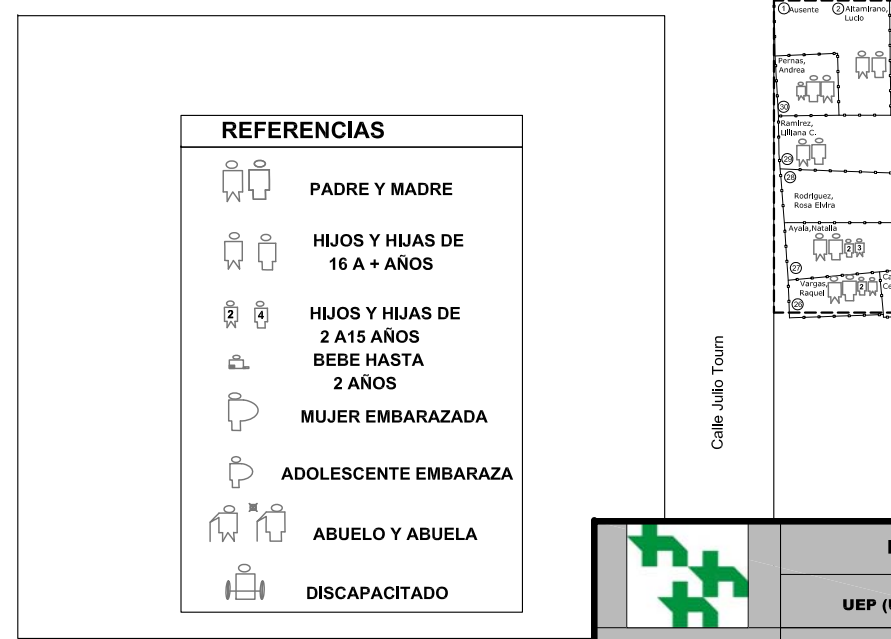 REFERENCIAS
PADRE Y MADRE
HIJOS Y HIJAS DE
16 A + AÑOS
2 4
HIJOS Y HIJAS DE
2 A15 AÑOS
BEBE HASTA
2 AÑOS
MUJER EMBARAZADA
ADOLESCENTE EMBARAZA
ABUELO Y ABUELA
DISCAPACITADO
Calle Julio Tourn
1 Ausente
2 Altamirano,
Lucio
Pernas,
Andrea
30
Ramirez,
Liliana C.
29
28
Rodriguez,
Rosa Elvira
Ayala,Natalia
2 3
27
Vargas,
Raquel
2
26
UEP (